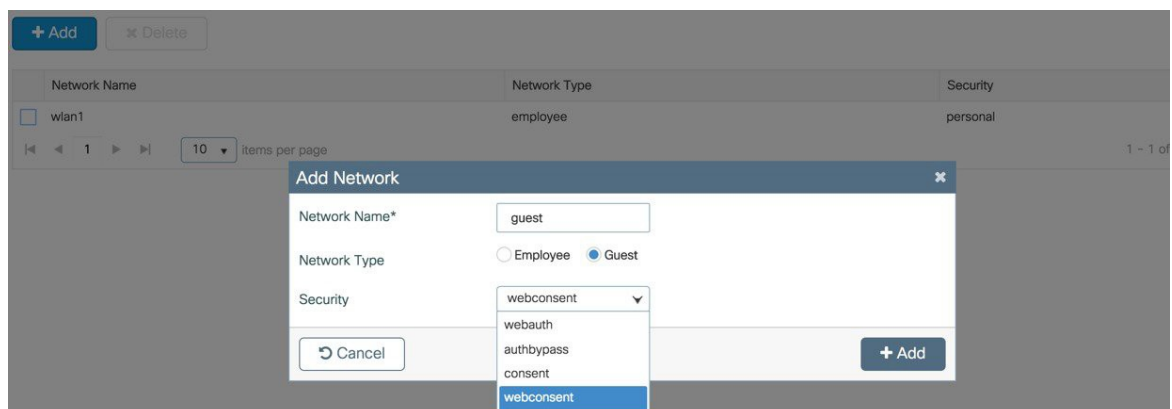 + Add ✖ Delete
Network Name Network Type Security
wlan1 employee personal
1 10 items per page 1 - 1 of
Add Network ✖
Network Name* guest
Network Type Employee Guest
Security webconsent
webauth
authbypass
consent
webconsent
Cancel + Add